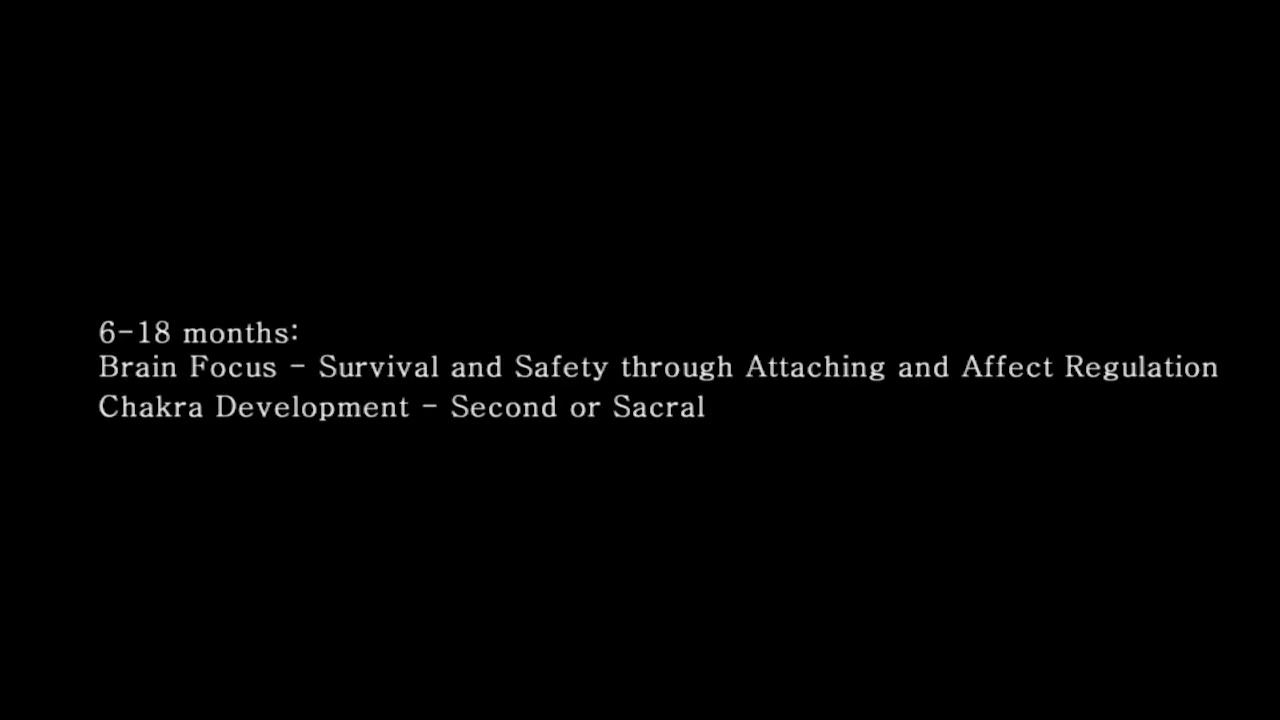 6-18 months:
Brain Focus - Survival and Safety through Attaching and Affect Regulation
Chakra Development - Second or Sacral